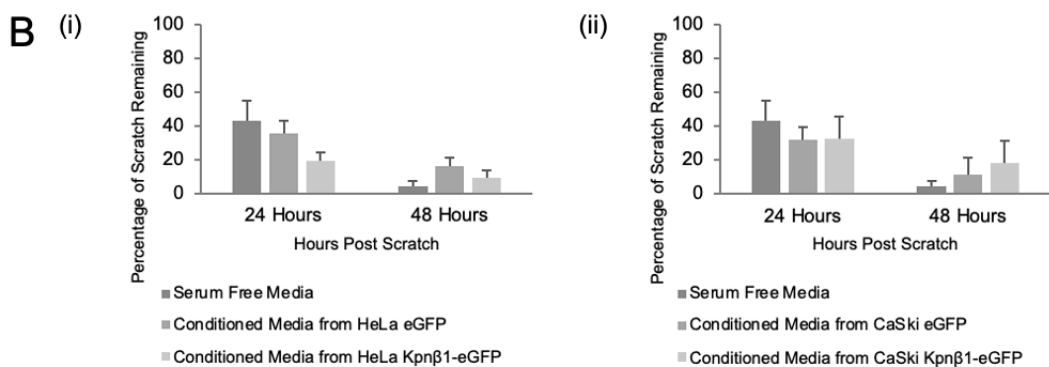 B
(i)
Percentage of Scratch Remaining
100
80
60
40
20
0
24 Hours
48 Hours
Hours Post Scratch
Serum Free Media
Conditioned Media from HeLa eGFP
Conditioned Media from HeLa Kpnβ1-eGFP
(ii)
Percentage of Scratch Remaining
100
80
60
40
20
0
24 Hours
48 Hours
Hours Post Scratch
Serum Free Media
Conditioned Media from CaSki eGFP
Conditioned Media from CaSki Kpnβ1-eGFP